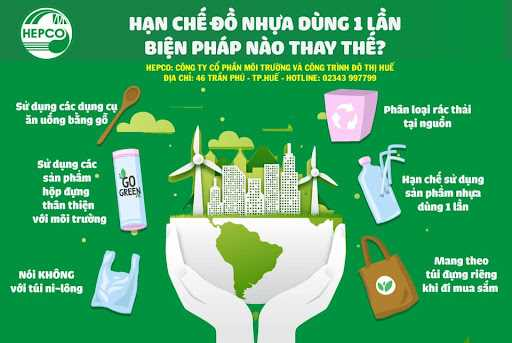 HEPCO
HẠN CHẾ ĐỒ NHỰA DÙNG 1 LẦN
BIỆN PHÁP NÀO THAY THẾ?
HEPCO: CÔNG TY CỔ PHẦN MÔI TRƯỜNG VÀ CÔNG TRÌNH ĐÔ THỊ HUẾ
ĐỊA CHỈ: 46 TRẦN PHÚ - TP.HUẾ - HOTLINE: 02343 997799
Sử dụng các dụng cụ
ăn uống bằng gỗ
Sử dụng các
sản phẩm
hộp đựng
thân thiện
với môi trường
GO
GREEN
Nói KHÔNG
với túi ni-lông
Phân loại rác thải
tại nguồn
Hạn chế sử dụng
sản phẩm nhựa
dùng 1 lần
Mang theo
túi đựng riêng
khi đi mua sắm